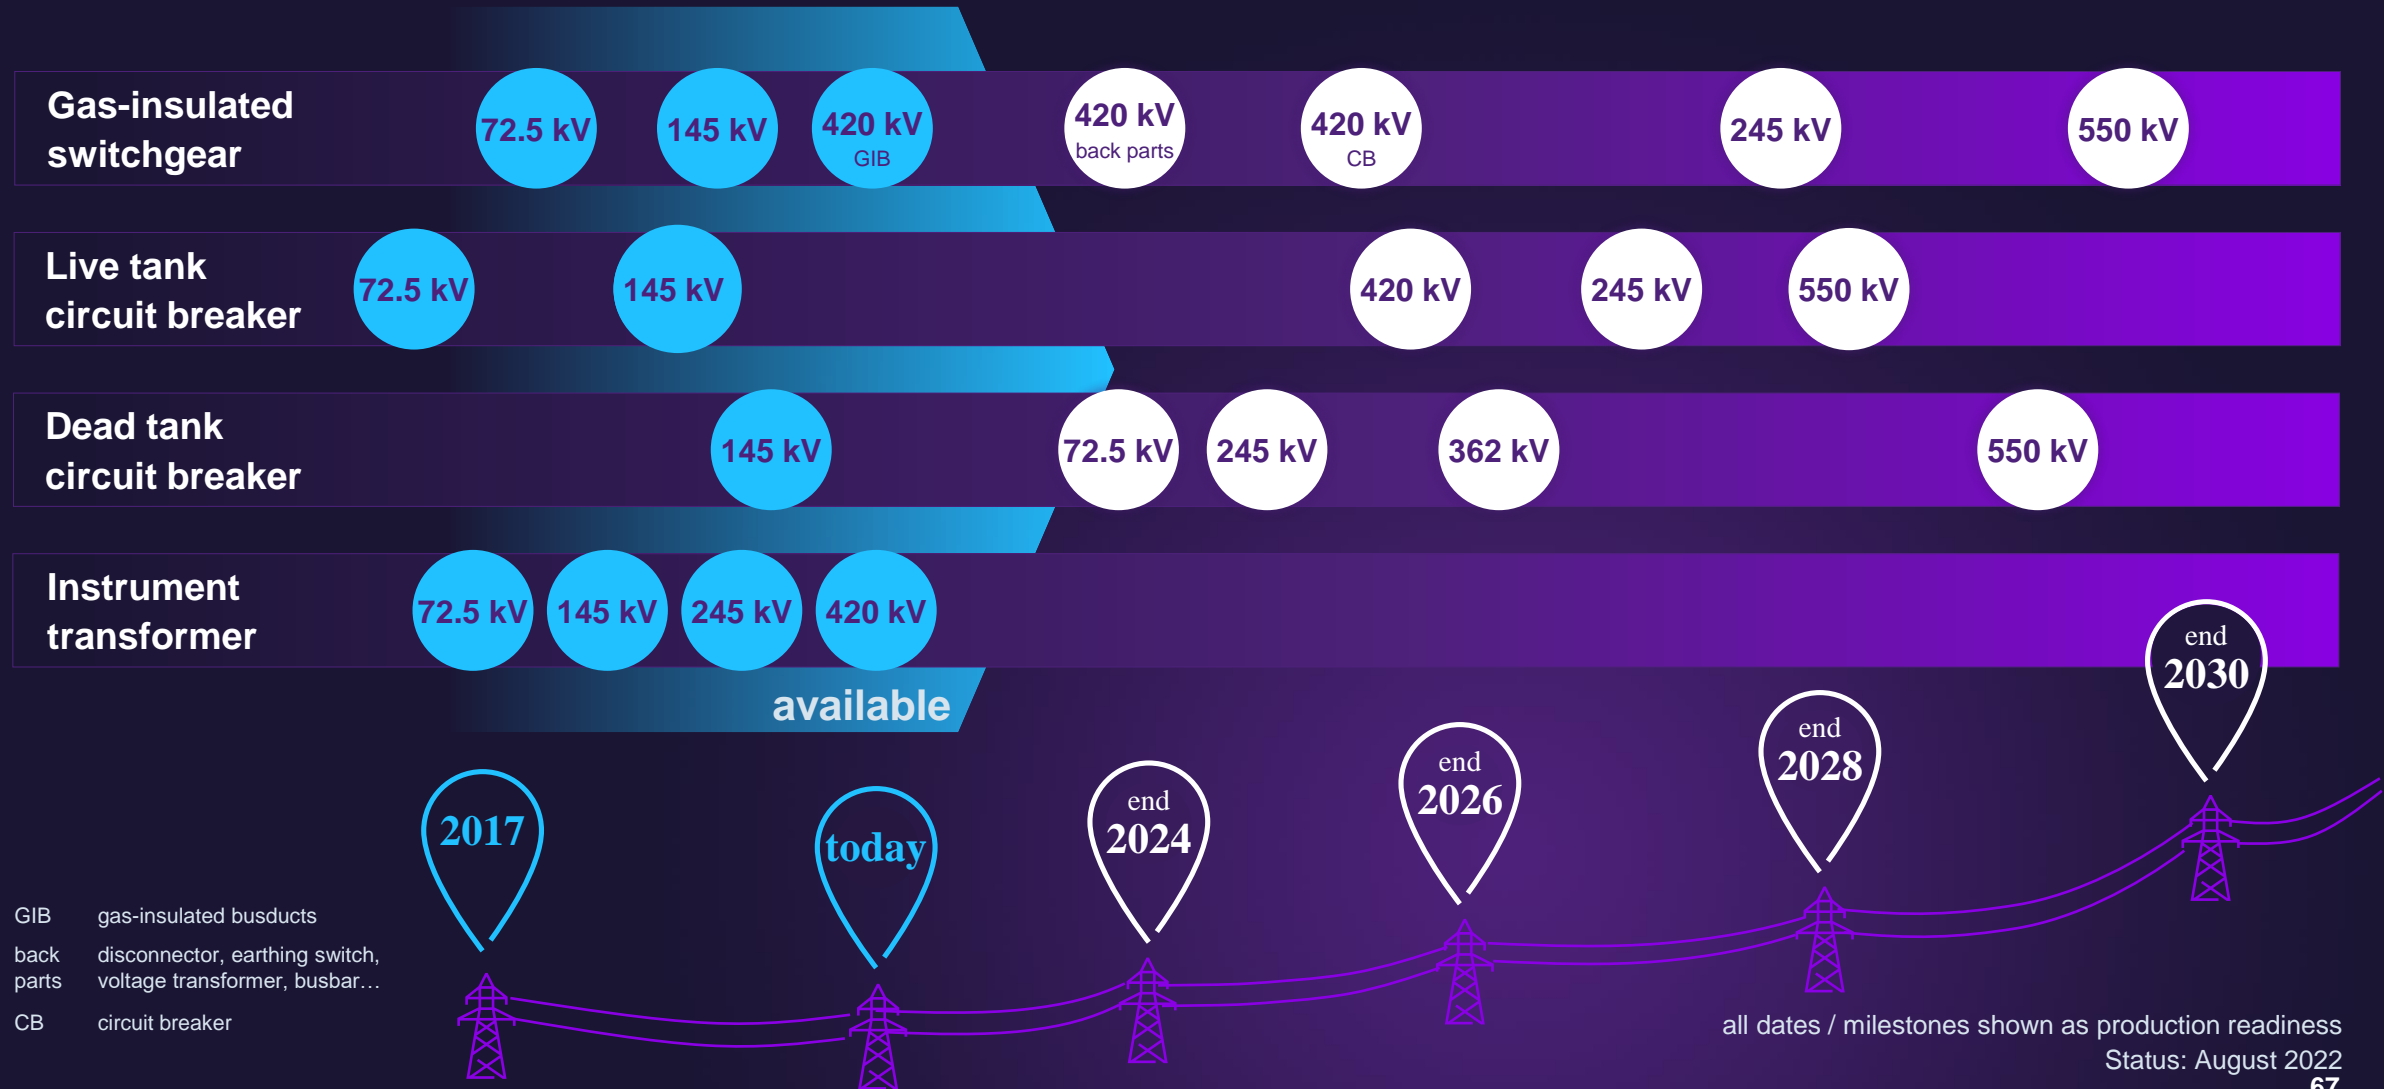 Gas-insulated
switchgear
72.5 kV
145 kV
420 kV
GIB
420 kV
back parts
420 kV
CB
245 kV
550 kV
Live tank
circuit breaker
72.5 kV
145 kV
420 kV
245 kV
550 kV
Dead tank
circuit breaker
145 kV
72.5 kV
245 kV
362 kV
550 kV
Instrument
transformer
72.5 kV
145 kV
245 kV
420 kV
available
2017
today
end
2024
end
2026
end
2028
end
2030
GIB gas-insulated busducts
back disconnector, earthing switch,
parts voltage transformer, busbar…
CB circuit breaker
all dates / milestones shown as production readiness
Status: August 2022
67